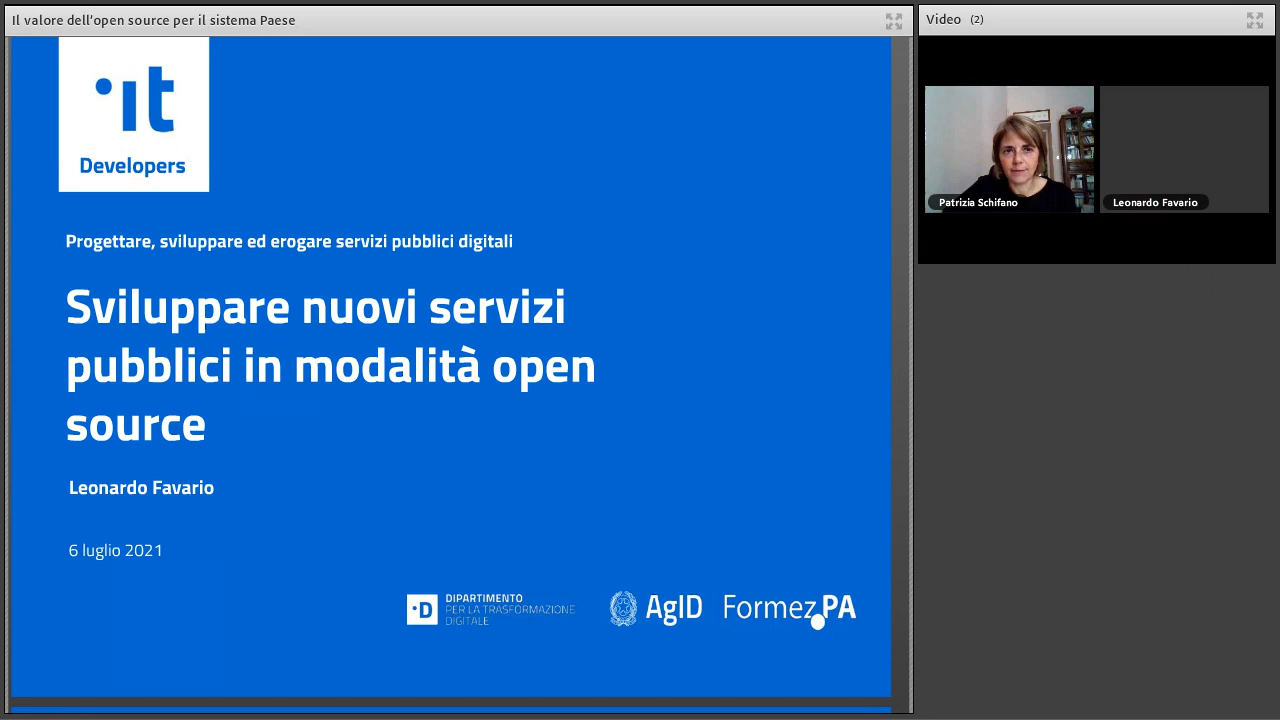 Il valore dell'open source per il sistema Paese
Video (2)
it
Developers
Progettare, sviluppare ed erogare servizi pubblici digitali
Sviluppare nuovi servizi
pubblici in modalità open
source
Leonardo Favario
6 luglio 2021
D
DIPARTIMENTO
PER LA TRASFORMAZIONE
DIGITALE
AgID
Formez.PA
Patrizia Schifano
Leonardo Favario